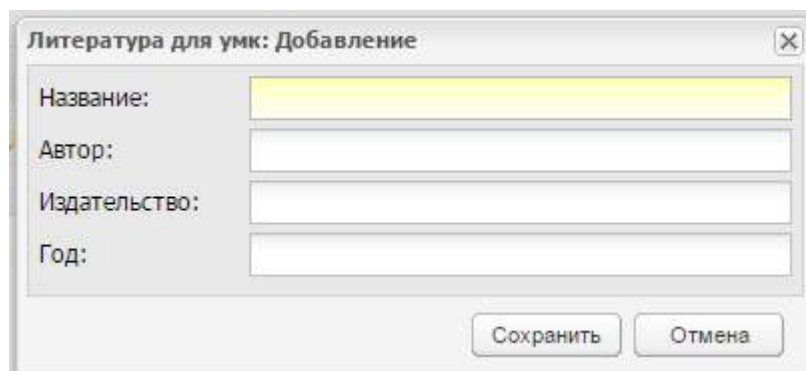 Литература для умк: Добавление
Название:
Автор:
Издательство:
Год:
Сохранить Отмена